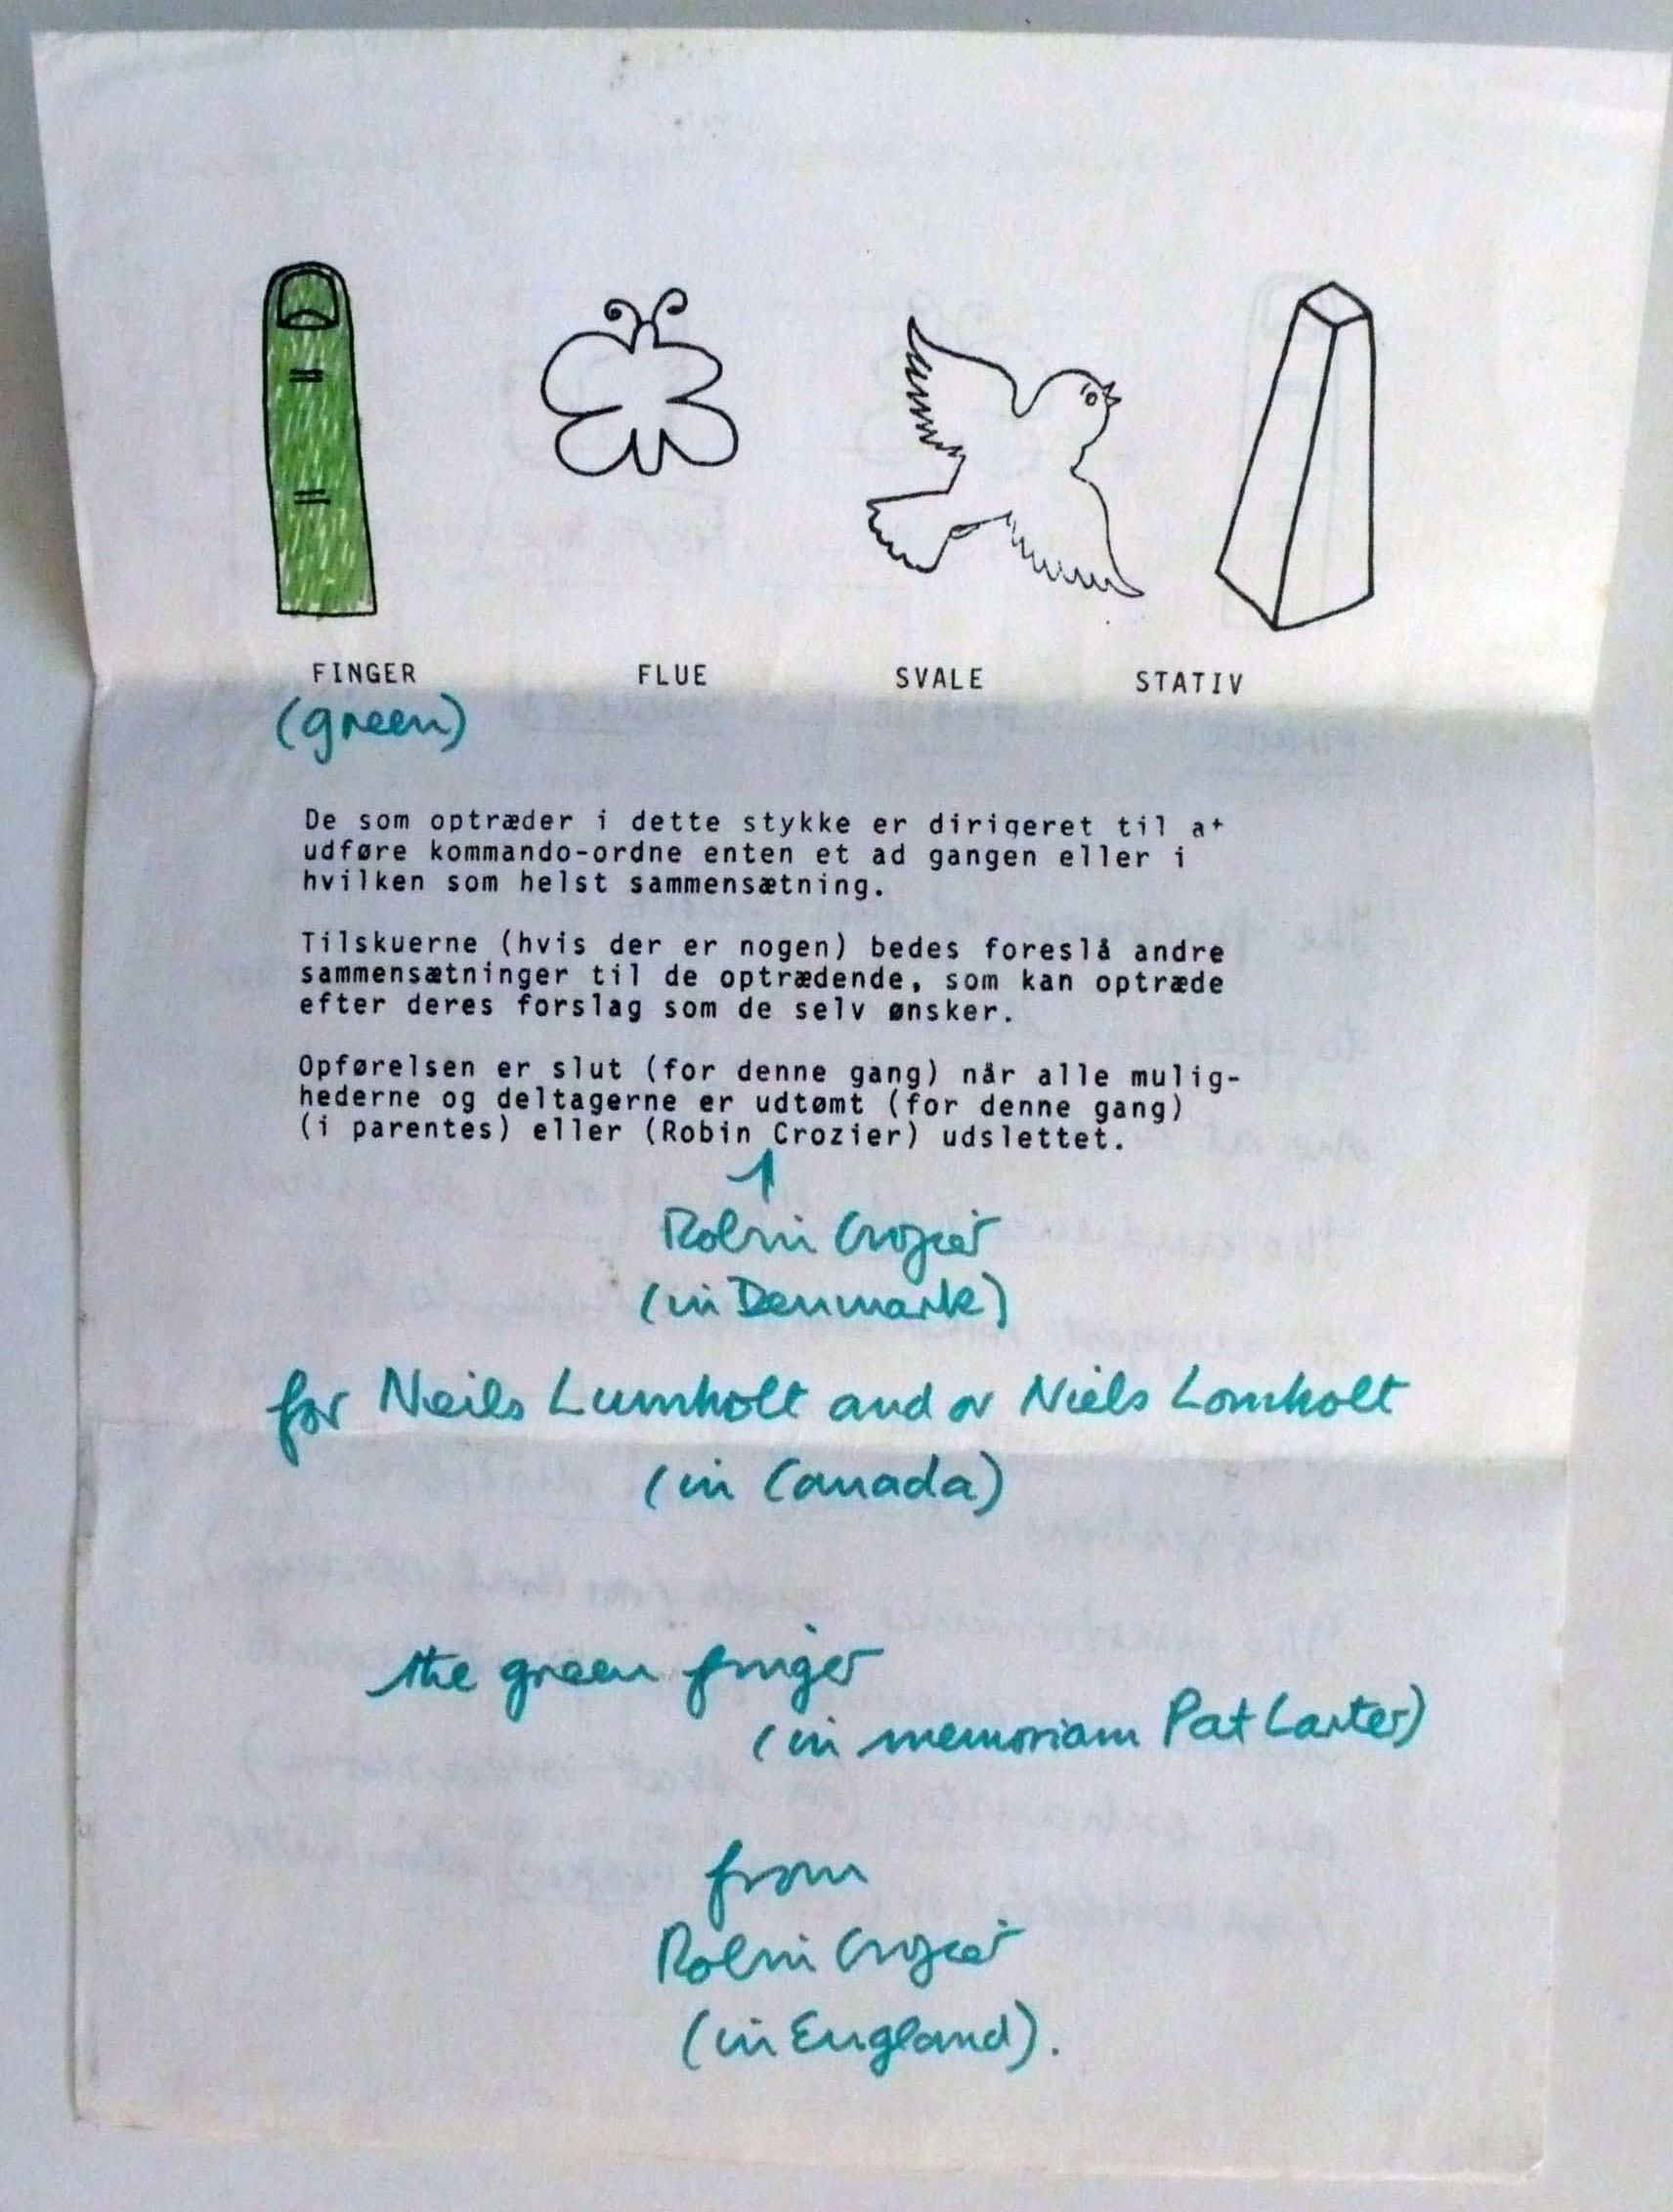 FINGER FLUE SVALE STATIV
(green)
De som optræder i dette stykke er dirigeret til at
udføre kommando-ordne enten et ad gangen eller i
hvilken som helst sammensætning.
Tilskuerne (hvis der er nogen) bedes foreslå andre
sammensætninger til de optrædende, som kan optræde
efter deres forslag som de selv ønsker.
Opførelsen er slut (for denne gang) når alle mulig-
hederne og deltagerne er udtømt (for denne gang)
(i parentes) eller (Robin Crozier) udslettet.
Robin Crozier
(in Denmark)
for Neils Lumholt and or Niels Lomholt
(in Canada)
the green finger
(in memoriam Pat Larter)
from
Robin Crozier
(in England).